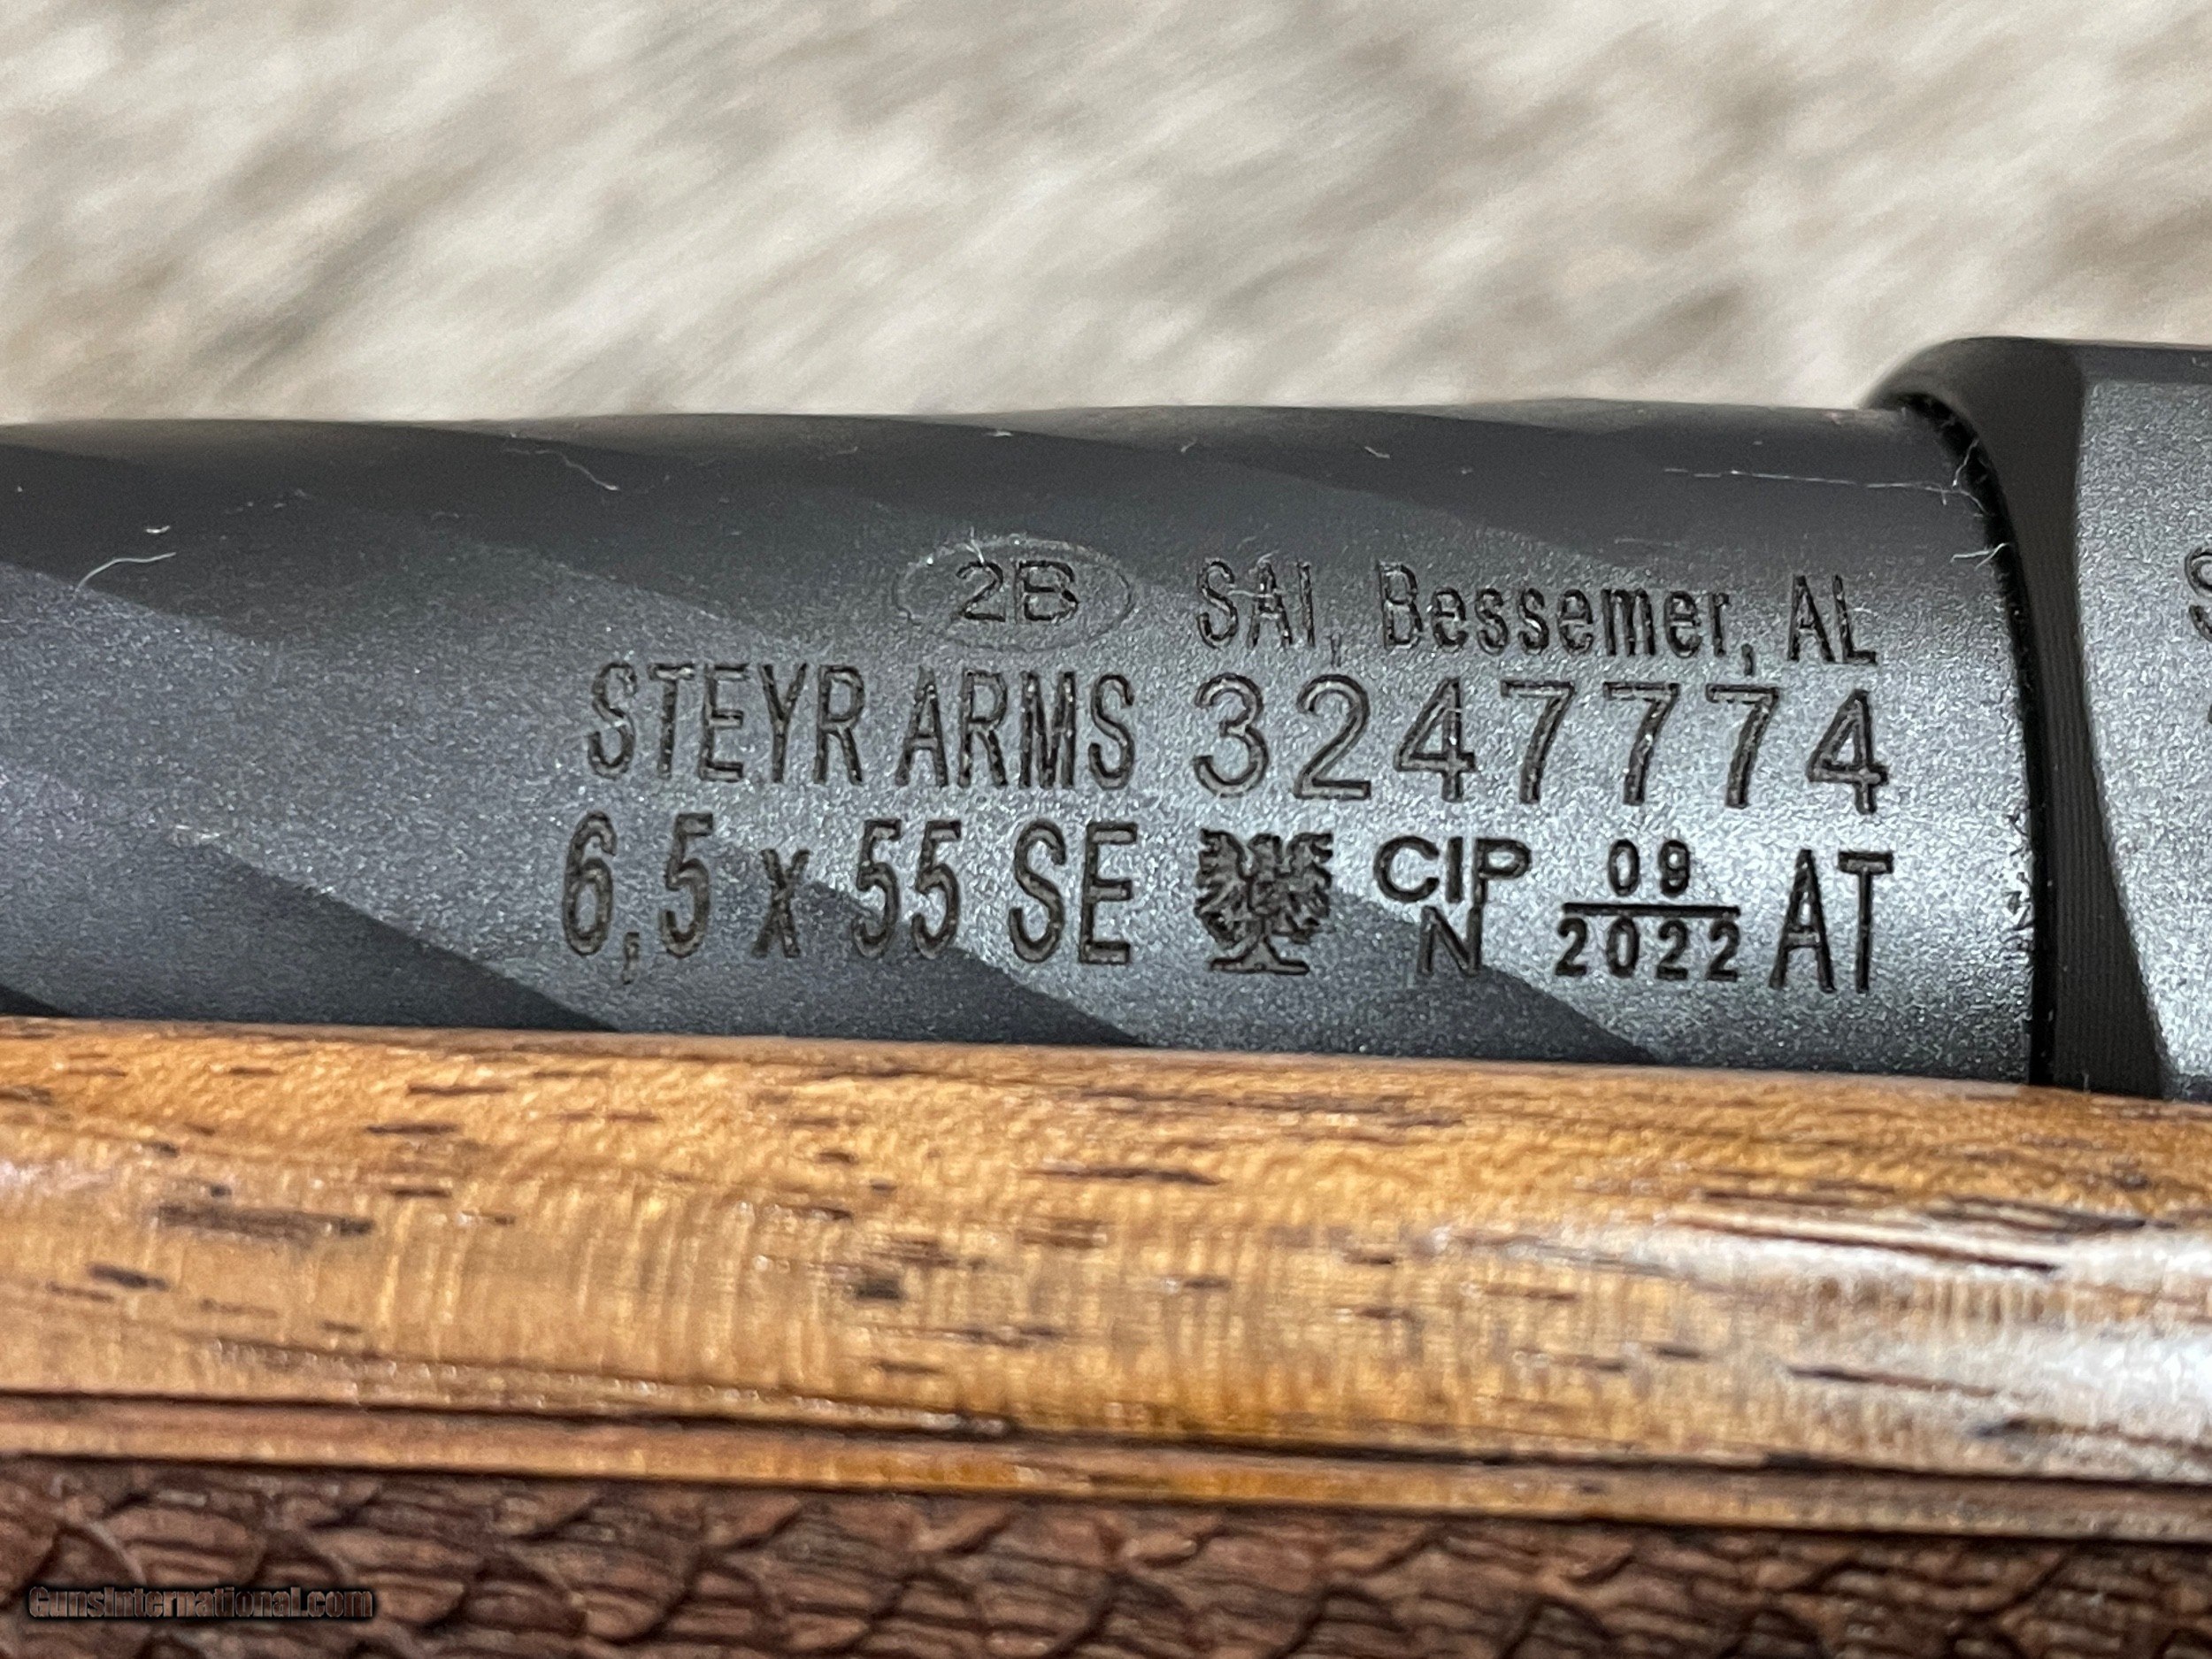 2B SAI, Bessemer, AL
STEYR ARMS 3247774
6,5 x 55 SE CIP N 09 2022 AT
S
GunsInternational.com